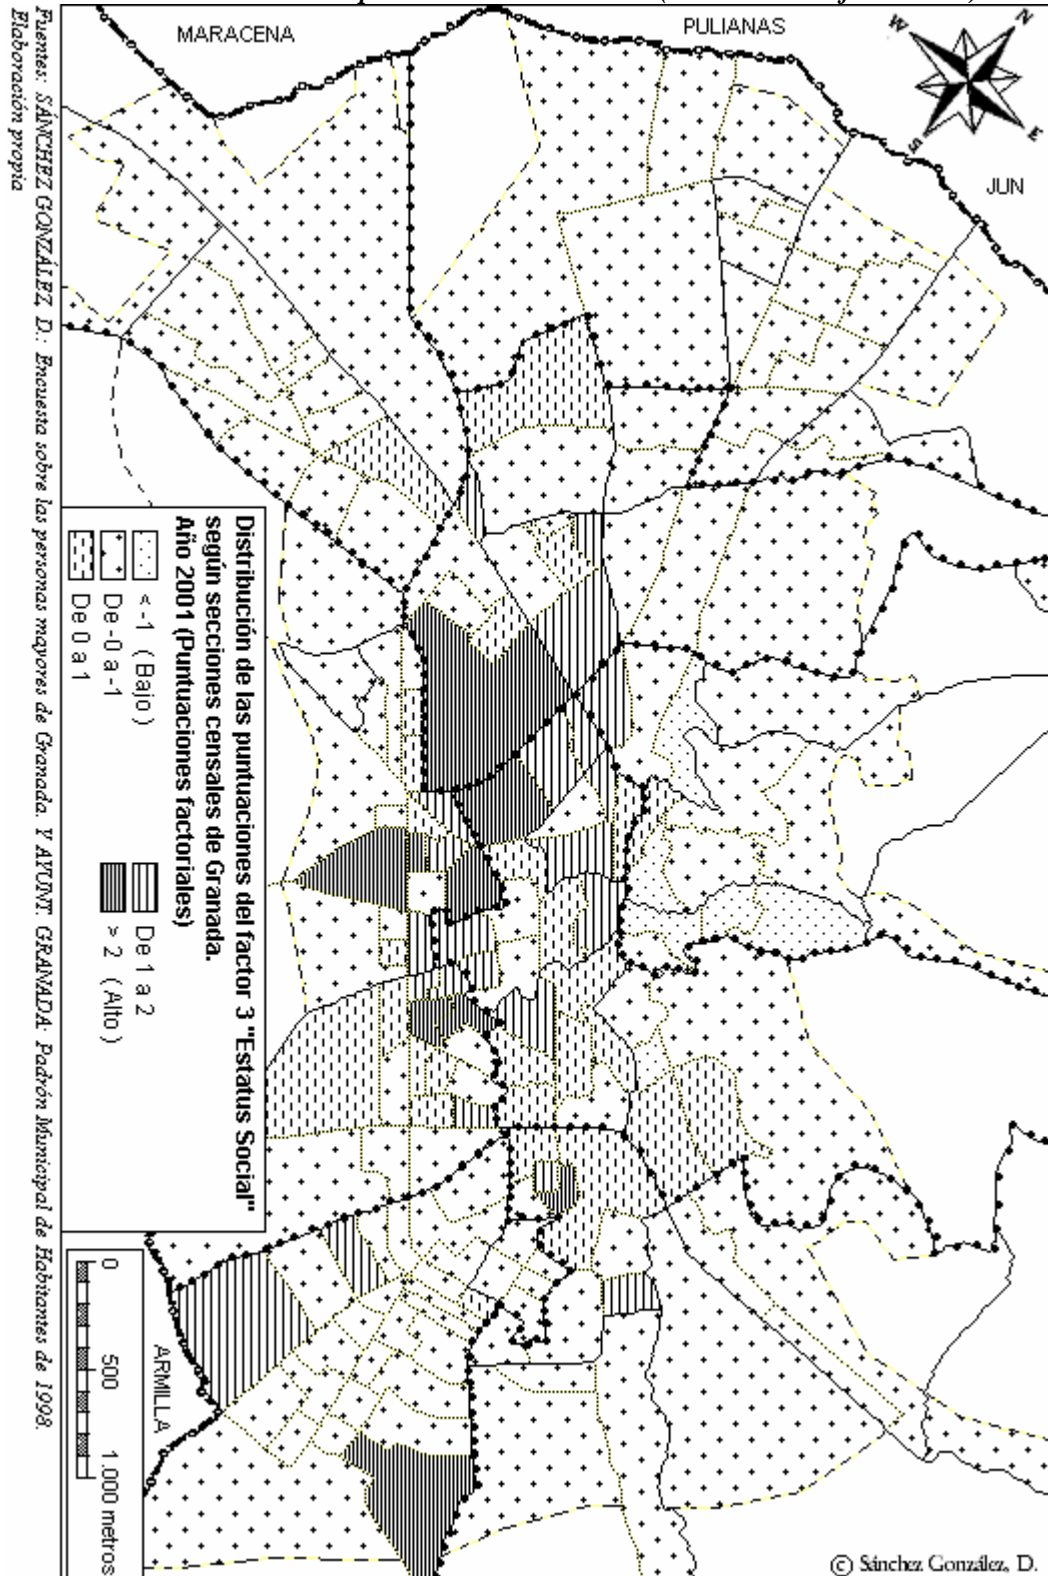 MARACENA
PULIANAS
JUN
N
W
E
S
Distribución de las puntuaciones del factor 3 "Estatus Social"
según secciones censales de Granada.
Año 2001 (Puntuaciones factoriales)
< -1 ( Bajo )
De -0 a -1
De 0 a 1
De 1 a 2
> 2 ( Alto )
0 500 1.000 metros
ARMILLA
© Sánchez González, D.
Fuentes: SÁNCHEZ GONZÁLEZ D.: Encuesta sobre las personas mayores de Granada. Y AYUNT. GRANADA. Padrón Municipal de Habitantes de 1998.
Elaboración propia